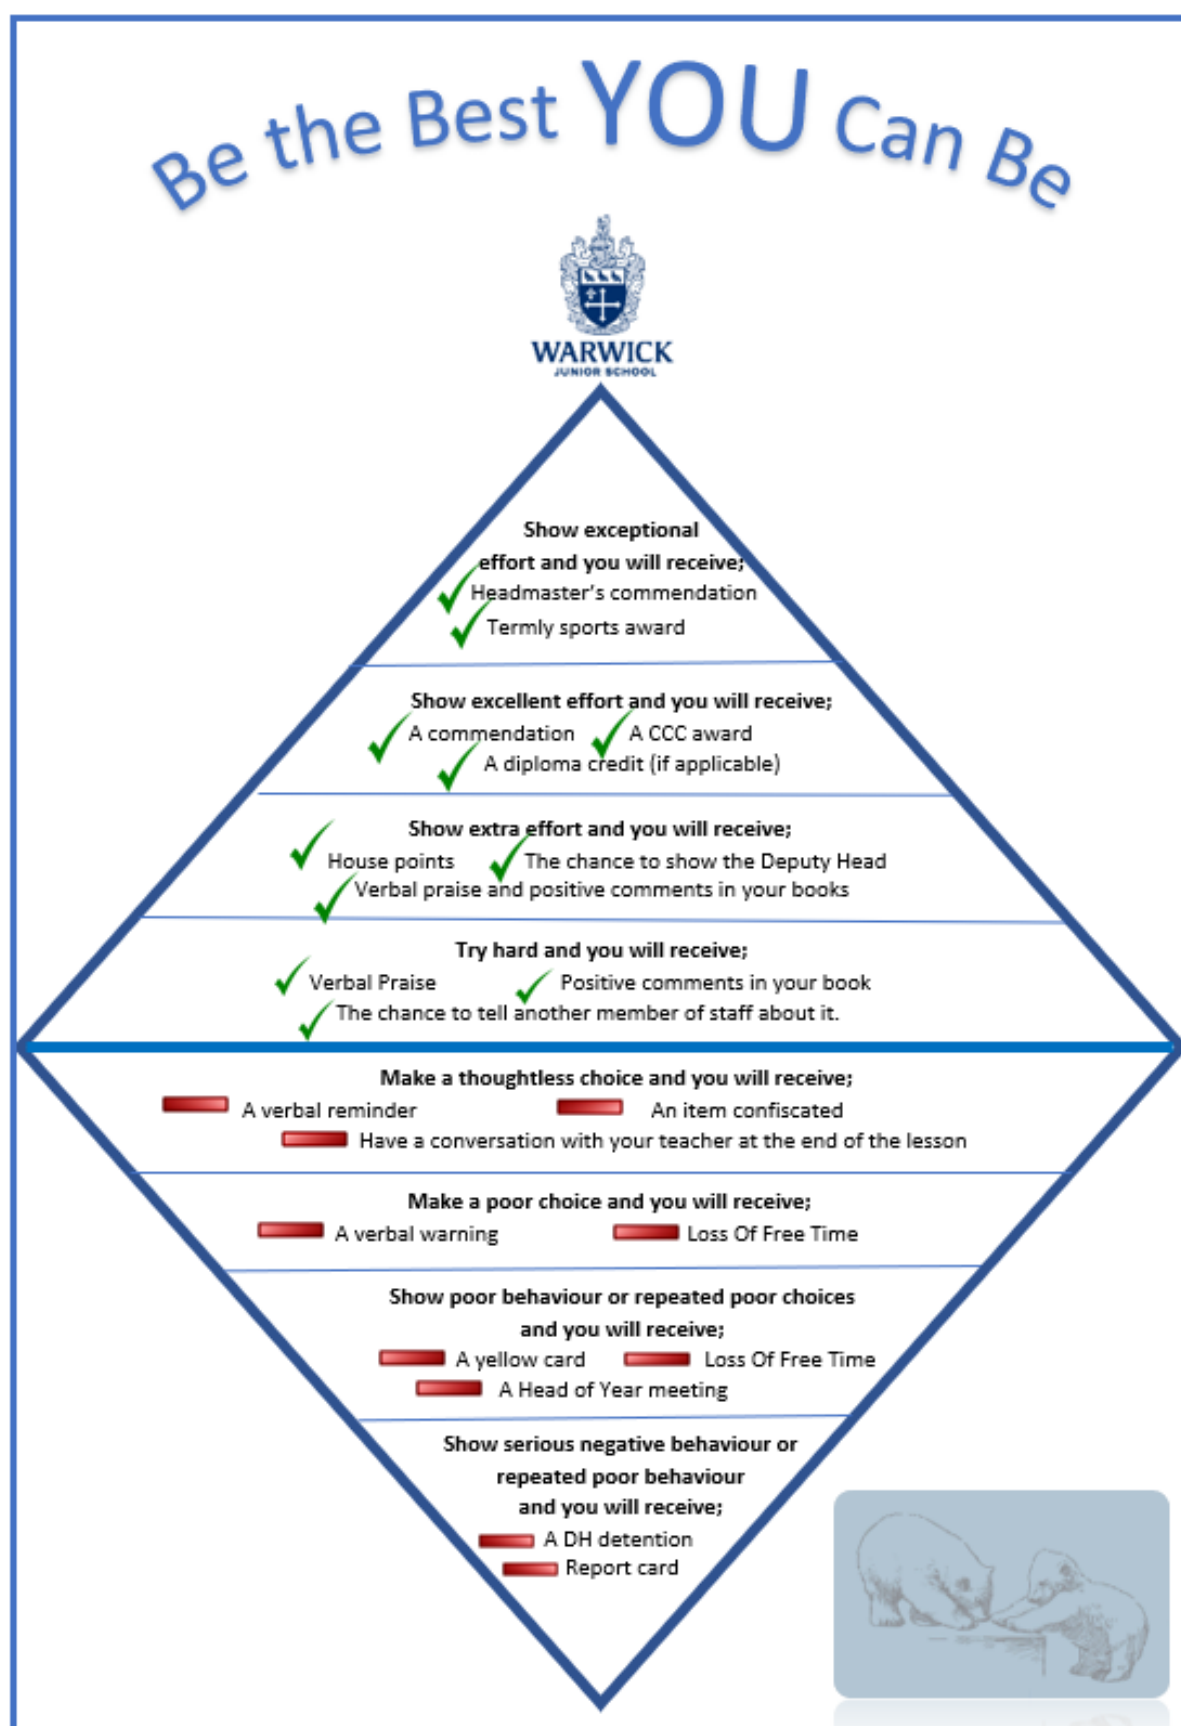 Be the Best YOU Can Be
WARWICK
JUNIOR SCHOOL
Show exceptional
effort and you will receive;
Headmaster's commendation
Termly sports award
Show excellent effort and you will receive;
A commendation A CCC award
A diploma credit (if applicable)
Show extra effort and you will receive;
House points The chance to show the Deputy Head
Verbal praise and positive comments in your books
Try hard and you will receive;
Verbal Praise Positive comments in your book
The chance to tell another member of staff about it.
Make a thoughtless choice and you will receive;
A verbal reminder An item confiscated
Have a conversation with your teacher at the end of the lesson
Make a poor choice and you will receive;
A verbal warning Loss Of Free Time
Show poor behaviour or repeated poor choices
and you will receive;
A yellow card Loss Of Free Time
A Head of Year meeting
Show serious negative behaviour or
repeated poor behaviour
and you will receive;
A DH detention
Report card